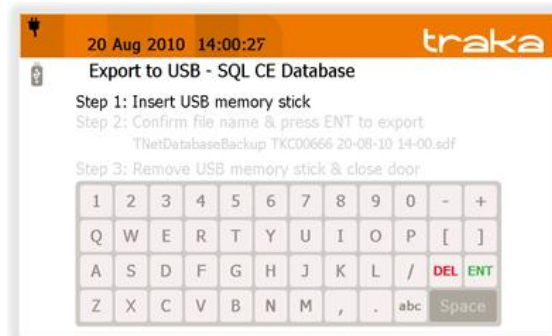 20 Aug 2010 14:00:27
traka
Export to USB - SQL CE Database
Step 1: Insert USB memory stick
Step 2: Confirm file name & press ENT to export
TNetDatabaseBackup TKC00666 20-08-10 14-00.sdf
Step 3: Remove USB memory stick & close door
1 2 3 4 5 6 7 8 9 0 - +
Q W E R T Y U I O P [ ]
A S D F G H J K L / DEL ENT
Z X C V B N M , . abc Space